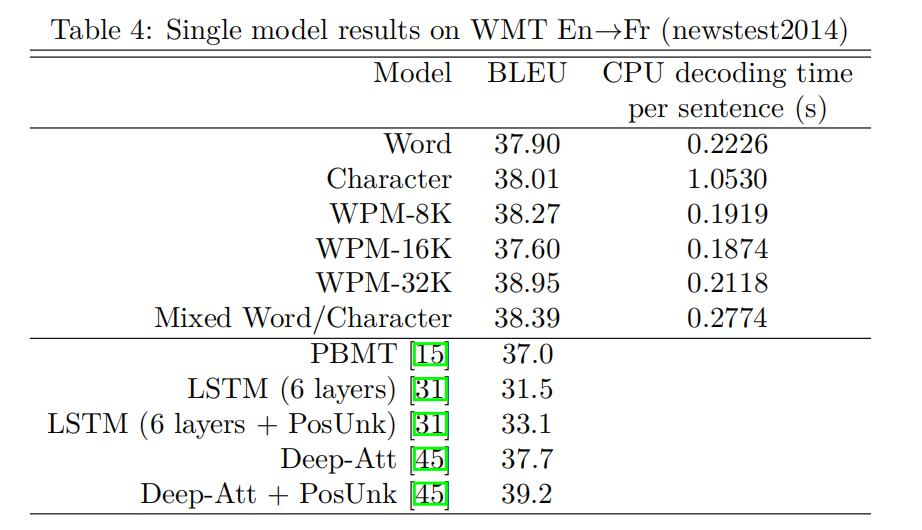 Table 4: Single model results on WMT En→Fr (newstest2014)
Model BLEU CPU decoding time
per sentence (s)
Word 37.90 0.2226
Character 38.01 1.0530
WPM-8K 38.27 0.1919
WPM-16K 37.60 0.1874
WPM-32K 38.95 0.2118
Mixed Word/Character 38.39 0.2774
PBMT [15] 37.0
LSTM (6 layers) [31] 31.5
LSTM (6 layers + PosUnk) [31] 33.1
Deep-Att [45] 37.7
Deep-Att + PosUnk [45] 39.2